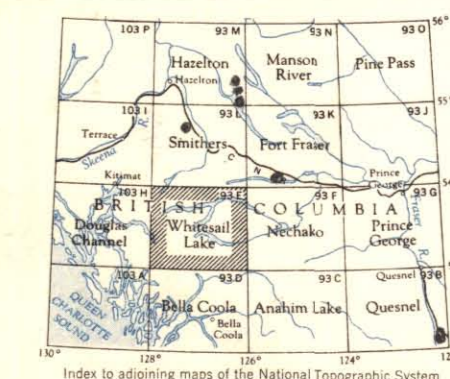 103 P 93 M 93 N 93 O 56°
Hazelton Manson Pine Pass
Hazelton River
55°
103 I 93 L 93 K 93 J
Terrace Smithers Fort Fraser
Skeena R. C N
Kitimat Prince George
54
103 H 93 E 93 F 93 G
BRITISH COLUMBIA
Douglas Whitesail Nechako Prince
Channel Lake George
Fraser R.
103 A 93 D 93 C Quesnel 93 B
QUEEN CHARLOTTE SOUND
Bella Coola Anahim Lake Quesnel
Bella Coola
130° 128° 126° 124°
Index to adjoining maps of the National Topographic System